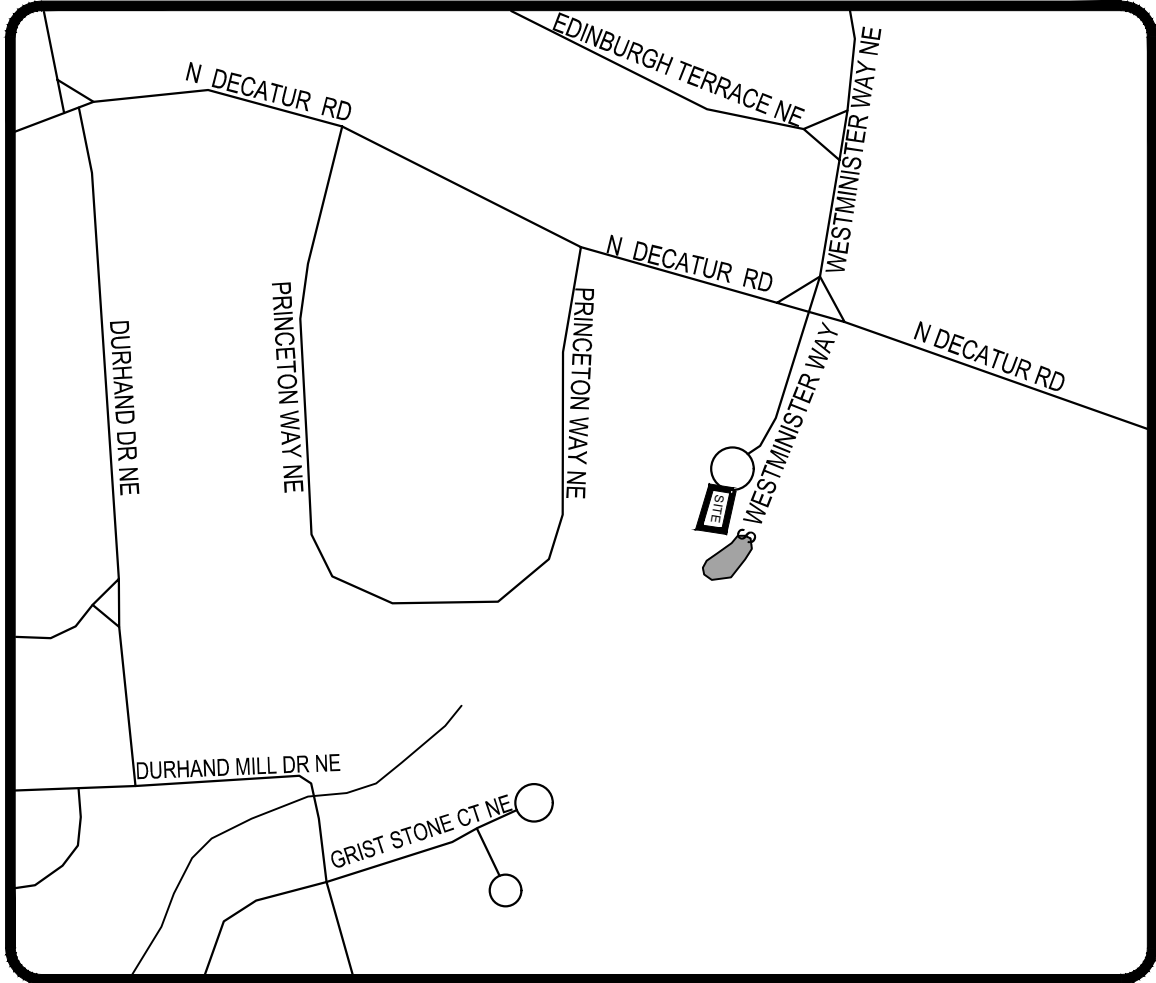 EDINBURGH TERRACE NE
WESTMINISTER WAY NE
N DECATUR RD
N DECATUR RD
N DECATUR RD
PRINCETON WAY NE
PRINCETON WAY NE
DURHAND DR NE
S WESTMINISTER WAY
SITE
DURHAND MILL DR NE
GRIST STONE CT NE